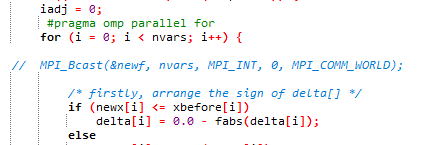 iadj = 0;
#pragma omp parallel for
for (i = 0; i < nvars; i++) {
// MPI_Bcast(&newf, nvars, MPI_INT, 0, MPI_COMM_WORLD);
/* firstly, arrange the sign of delta[] */
if (newx[i] <= xbefore[i])
delta[i] = 0.0 - fabs(delta[i]);
else